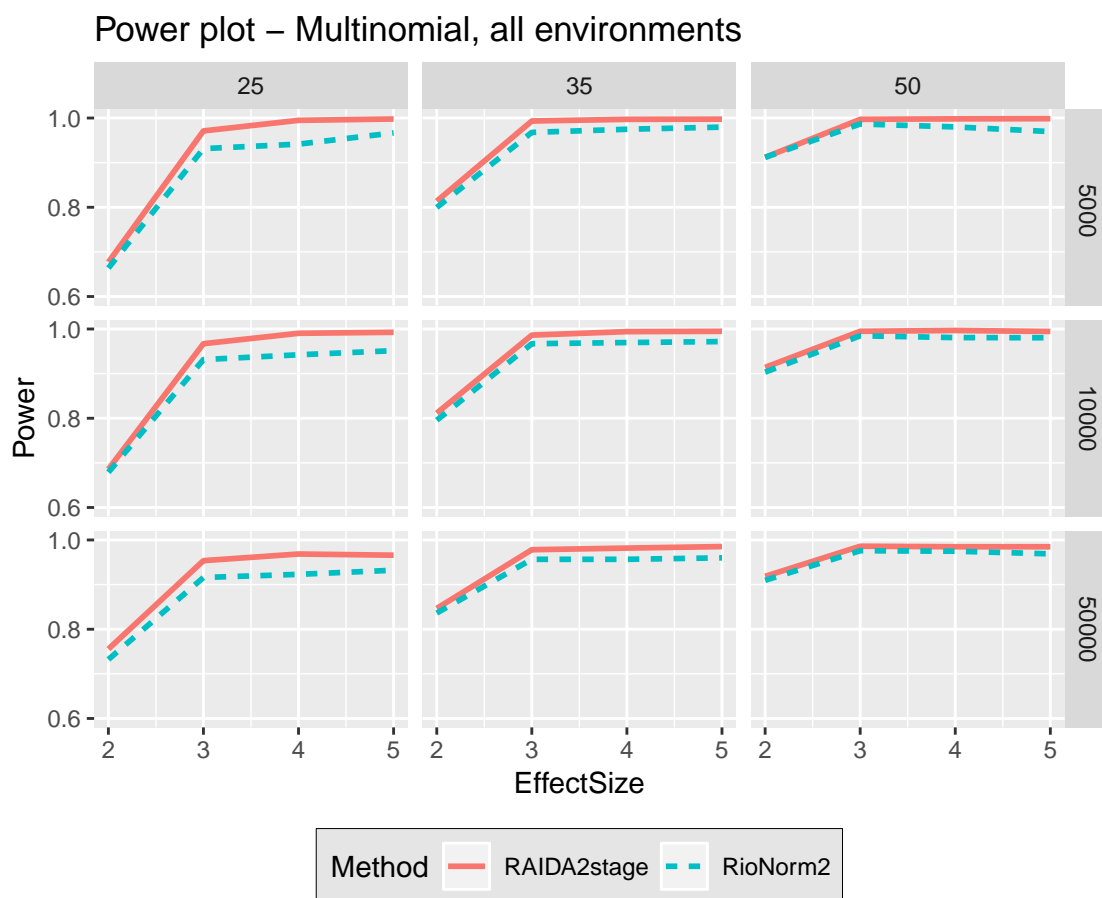 Power plot – Multinomial, all environments
25 35 50
1.0
0.8
0.6
5000
1.0
0.8
0.6
10000
1.0
0.8
0.6
50000
Power
2 3 4 5 2 3 4 5 2 3 4 5
EffectSize
Method RAIDA2stage RioNorm2